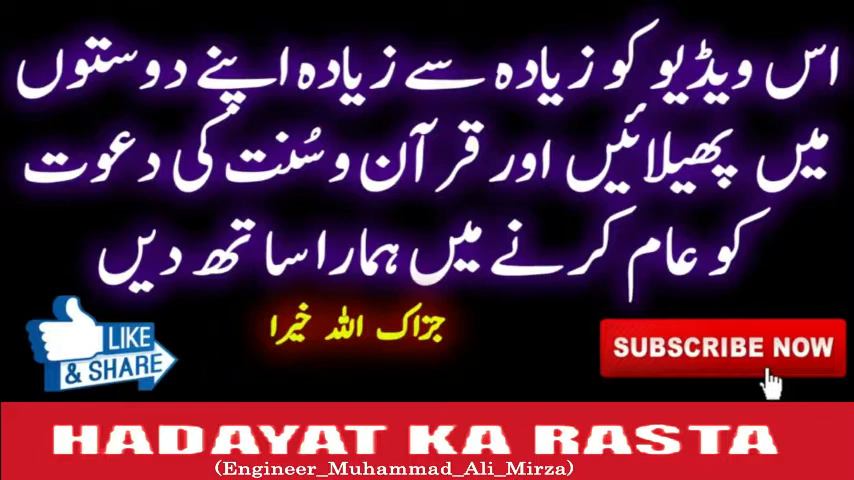 اس ویڈیو کو زیادہ سے زیادہ اپنے دوستوں
میں پھیلائیں اور قرآن و سُنت کی دعوت
کو عام کرنے میں ہمارا ساتھ دیں
جزاک اللہ خیرا
LIKE
& SHARE
SUBSCRIBE NOW
HADAYAT KA RASTA
(Engineer_Muhammad_Ali_Mirza)